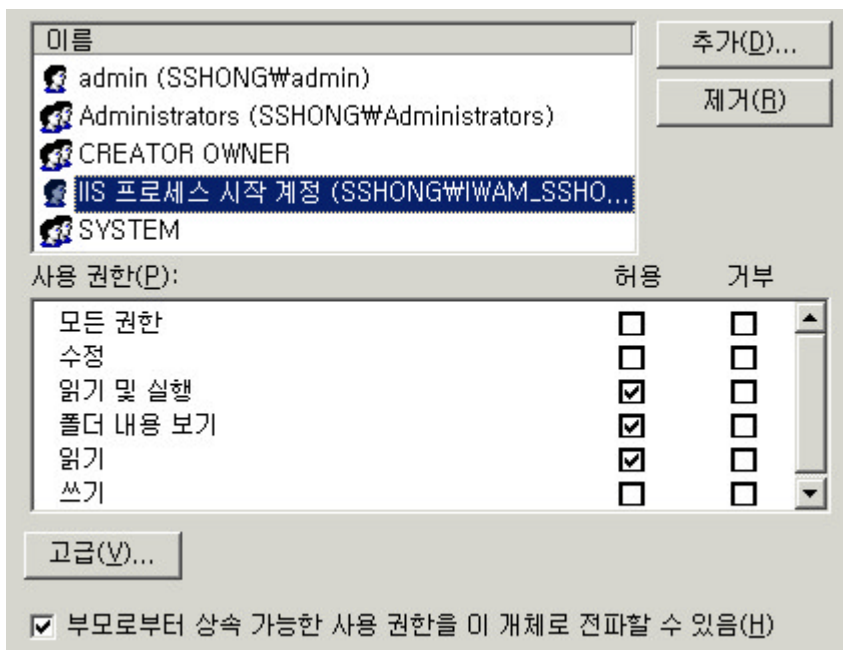 이름
추가(D)...
admin (SSHONG₩admin)
제거(R)
Administrators (SSHONG₩Administrators)
CREATOR OWNER
IIS 프로세스 시작 계정 (SSHONG₩IWAM_SSHO...
SYSTEM
사용 권한(P): 허용 거부
모든 권한
수정
읽기 및 실행
폴더 내용 보기
읽기
쓰기
고급(V)...
부모로부터 상속 가능한 사용 권한을 이 개체로 전파할 수 있음(H)